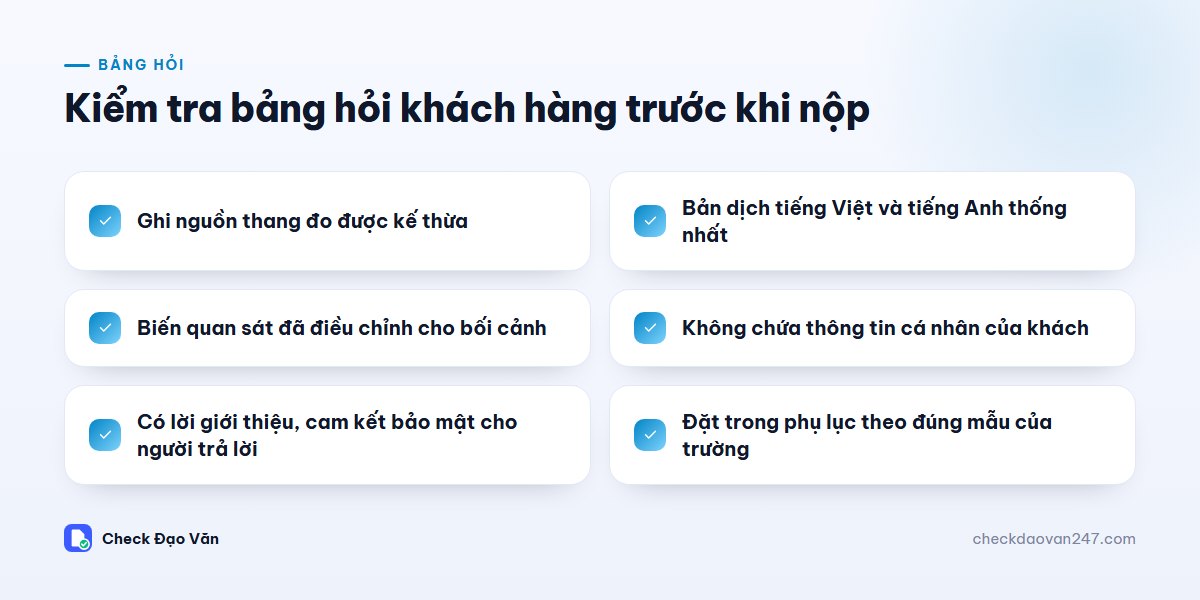 BẢNG HỎI
Kiểm tra bảng hỏi khách hàng trước khi nộp
Ghi nguồn thang đo được kế thừa
Bản dịch tiếng Việt và tiếng Anh thống
nhất
Biến quan sát đã điều chỉnh cho bối cảnh
Không chứa thông tin cá nhân của khách
Có lời giới thiệu, cam kết bảo mật cho
người trả lời
Đặt trong phụ lục theo đúng mẫu của
trường
Check Đạo Văn
checkdaovan247.com